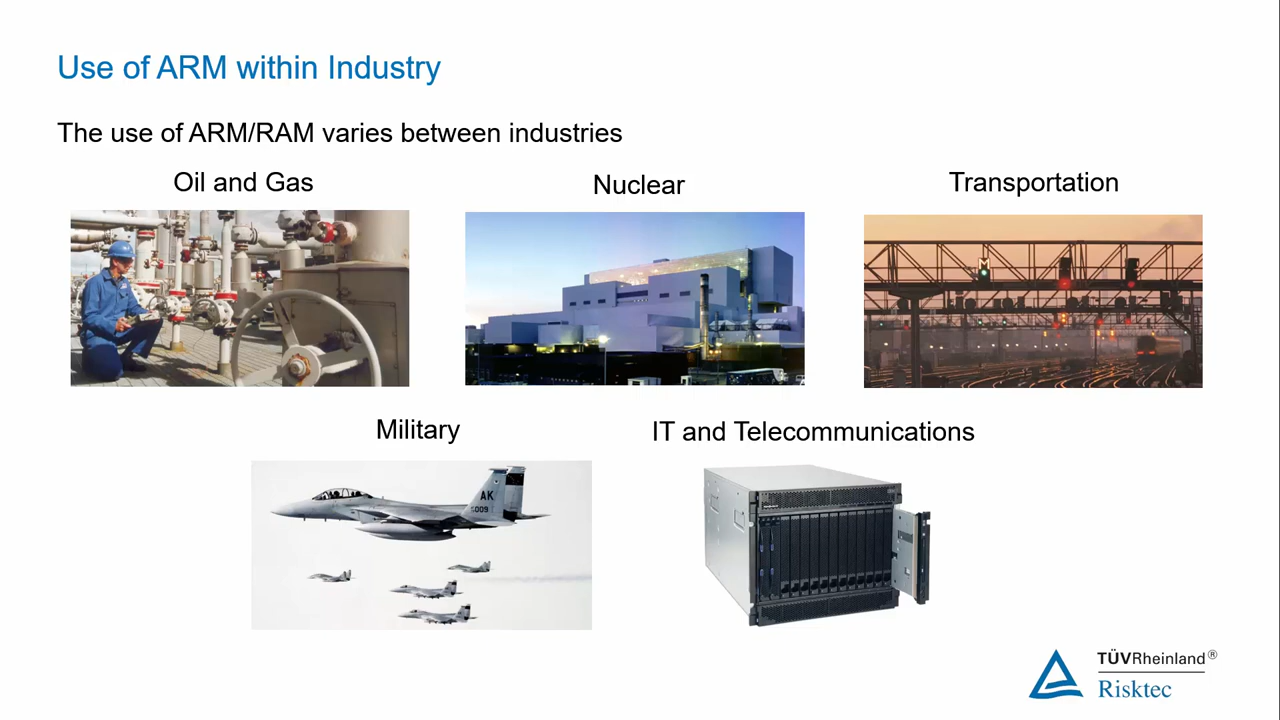 Use of ARM within Industry
The use of ARM/RAM varies between industries
Oil and Gas
Nuclear
Transportation
M
Military
IT and Telecommunications
AK
TÜVRheinland®
Risktec